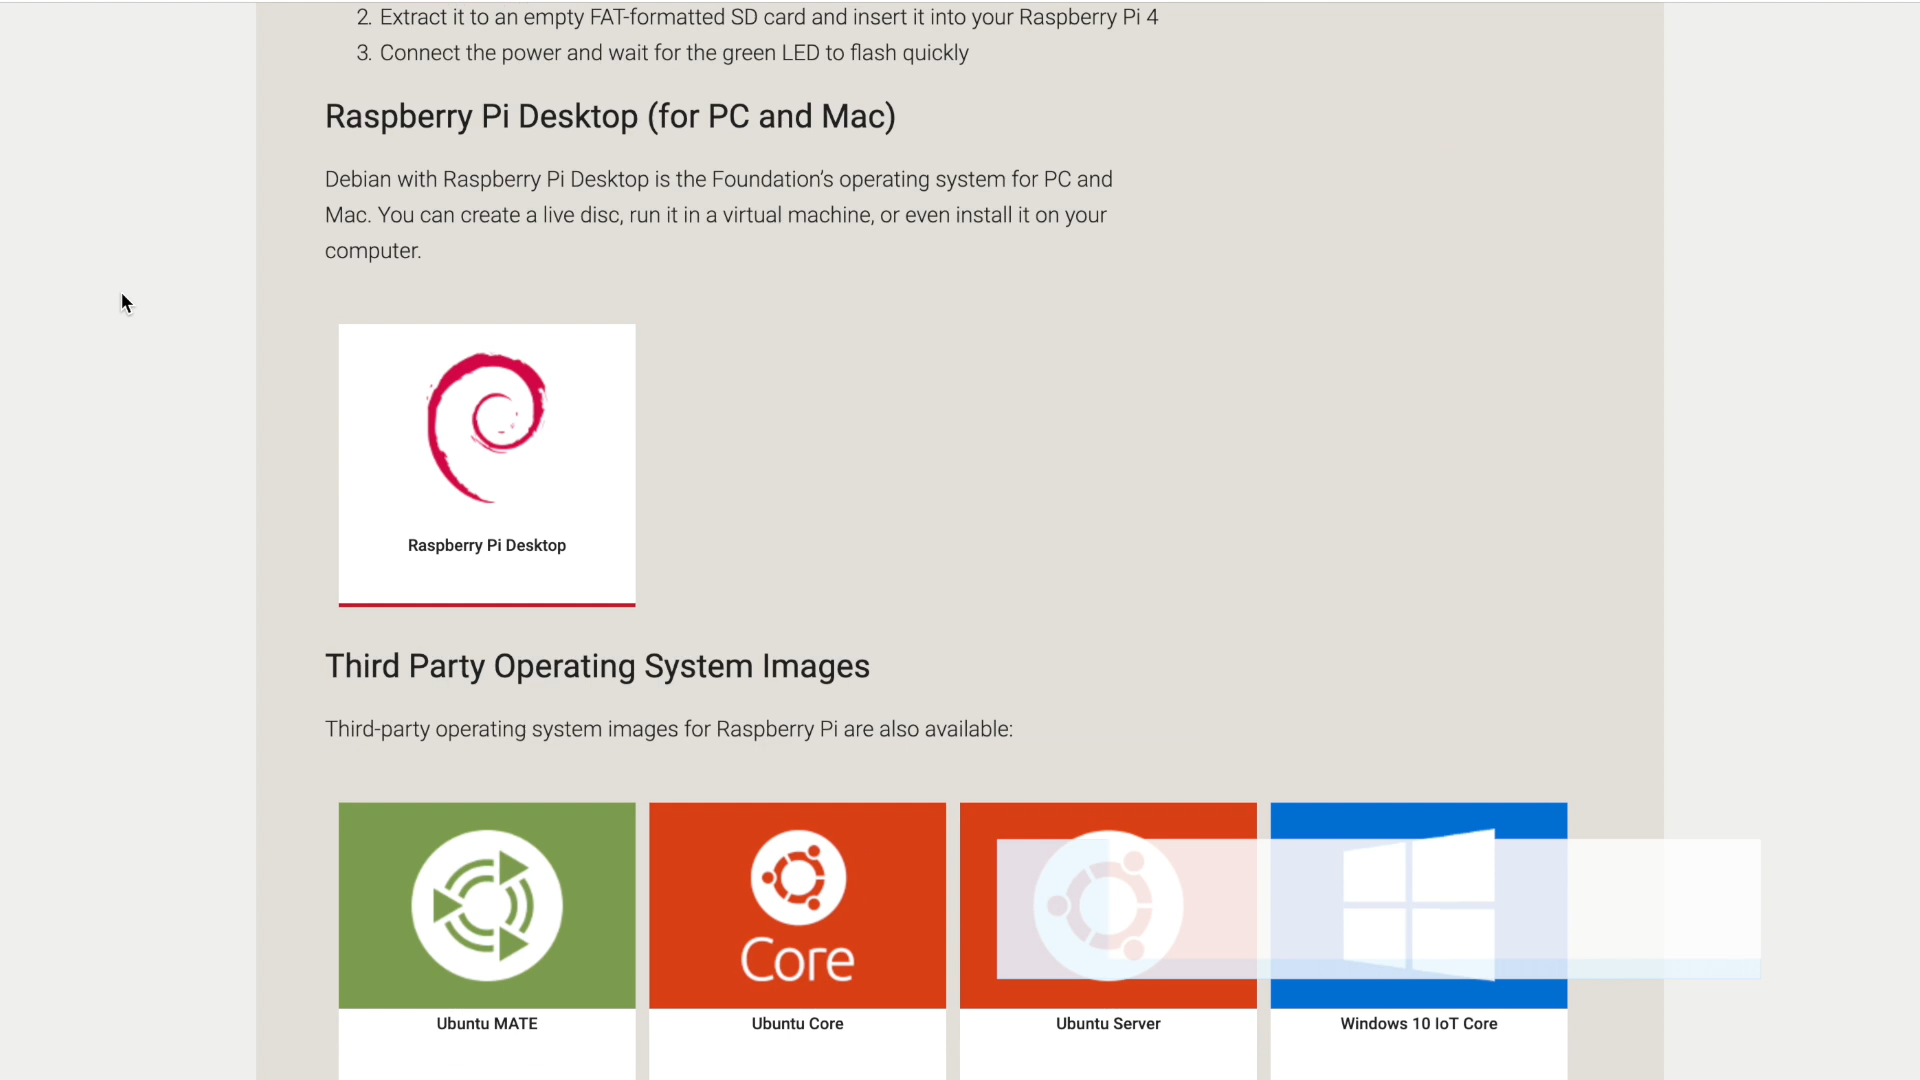 2. Extract it to an empty FAT-formatted SD card and insert it into your Raspberry Pi 4
3. Connect the power and wait for the green LED to flash quickly
Raspberry Pi Desktop (for PC and Mac)
Debian with Raspberry Pi Desktop is the Foundation’s operating system for PC and
Mac. You can create a live disc, run it in a virtual machine, or even install it on your
computer.
Raspberry Pi Desktop
Third Party Operating System Images
Third-party operating system images for Raspberry Pi are also available:
Core
Ubuntu MATE
Ubuntu Core
Ubuntu Server
Windows 10 IoT Core